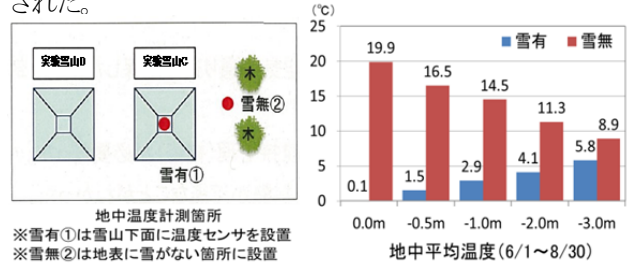 された。
実験雪山D 実験雪山C
木
雪無②
木
雪有①
地中温度計測箇所
※雪有①は雪山下面に温度センサを設置
※雪無②は地表に雪がない箇所に設置
(℃)
25
20
15
10
5
0
雪有 雪無
19.9
16.5
14.5
11.3
8.9
0.1
1.5
2.9
4.1
5.8
0.0m -0.5m -1.0m -2.0m -3.0m
地中平均温度(6/1~8/30)